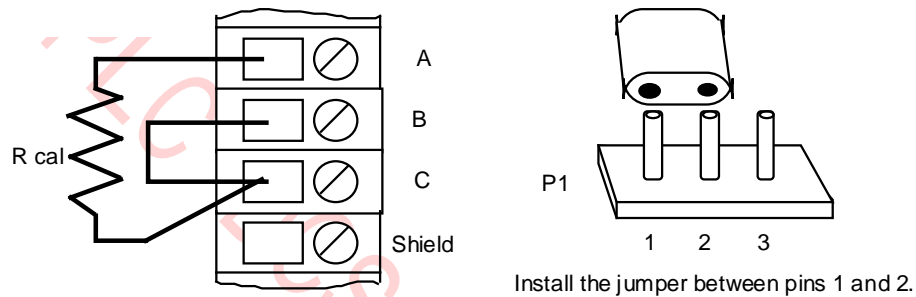 A
B
R cal
C
Shield
P1
1 2 3
Install the jumper between pins 1 and 2.